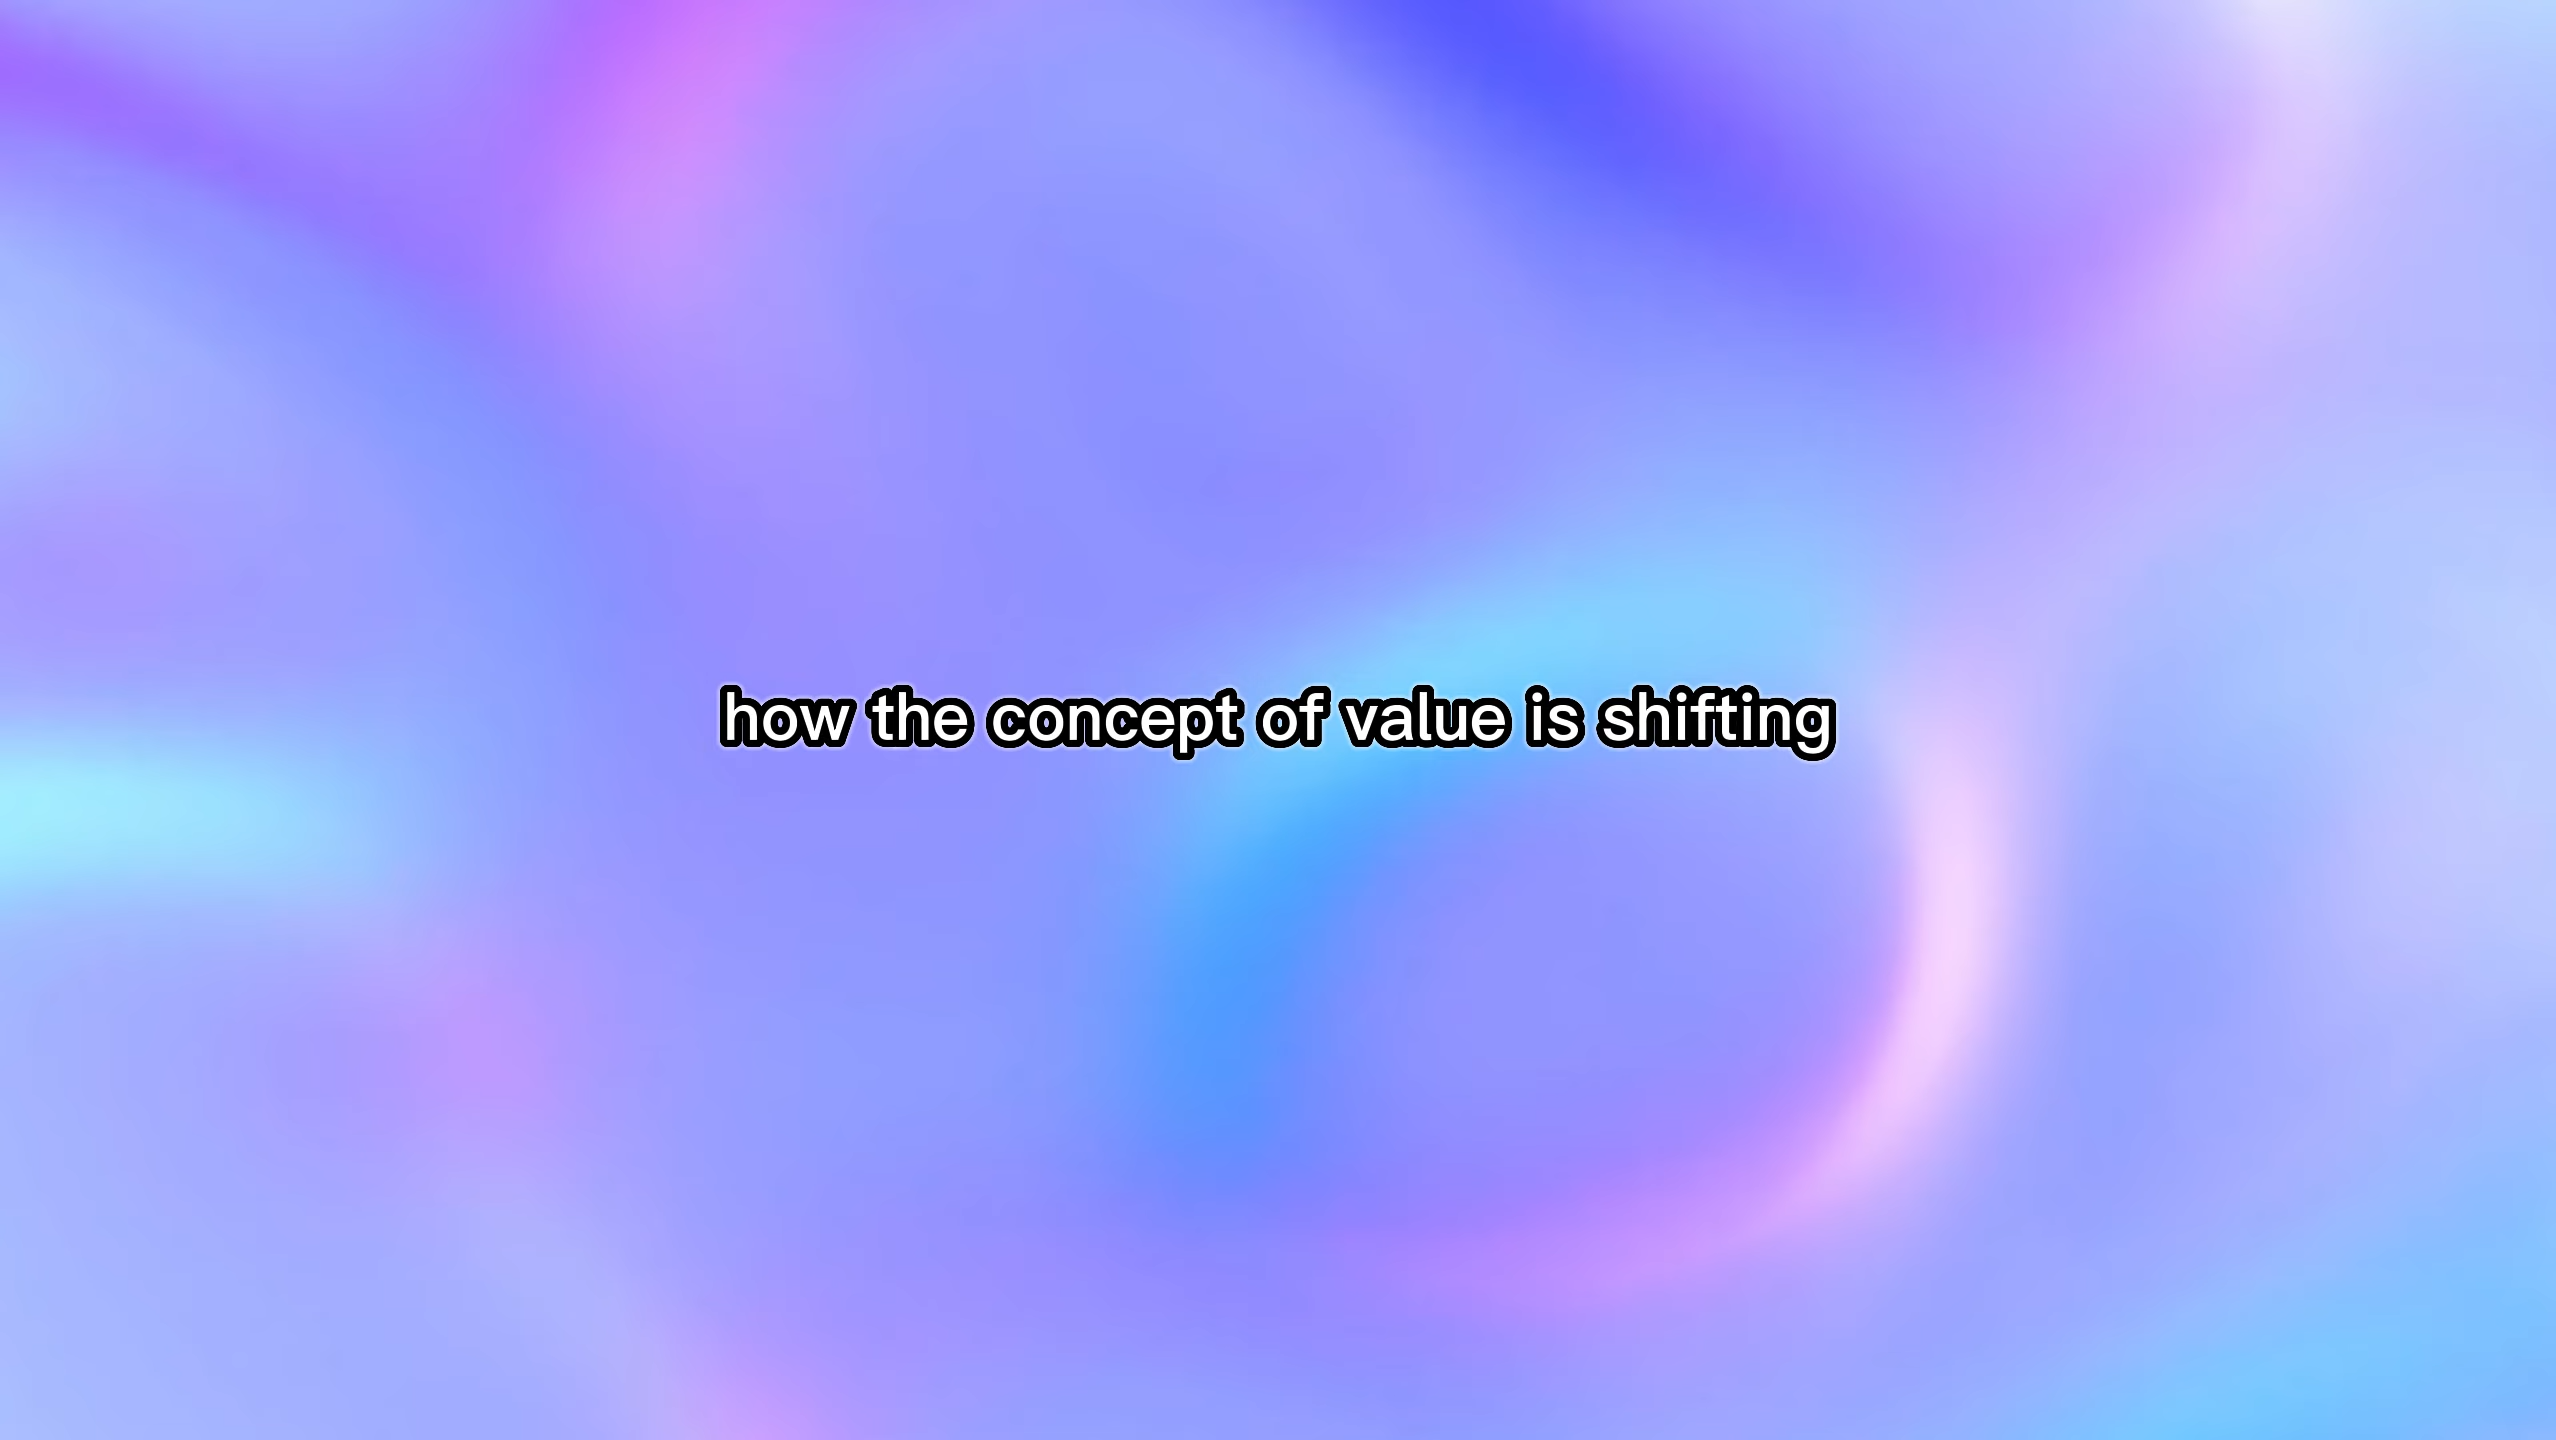 how the concept of value is shifting